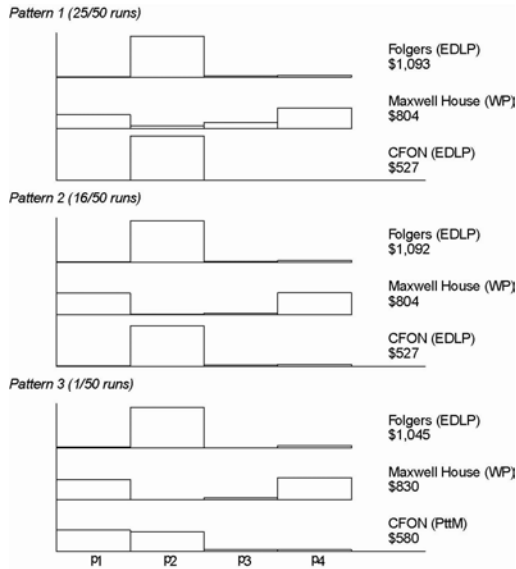 Pattern 1 (25/50 runs)
Folgers (EDLP)
$1,093
Maxwell House (WP)
$804
CFON (EDLP)
$527
Pattern 2 (16/50 runs)
Folgers (EDLP)
$1,092
Maxwell House (WP)
$804
CFON (EDLP)
$527
Pattern 3 (1/50 runs)
Folgers (EDLP)
$1,045
Maxwell House (WP)
$830
CFON (PttM)
$580
p1 p2 p3 p4